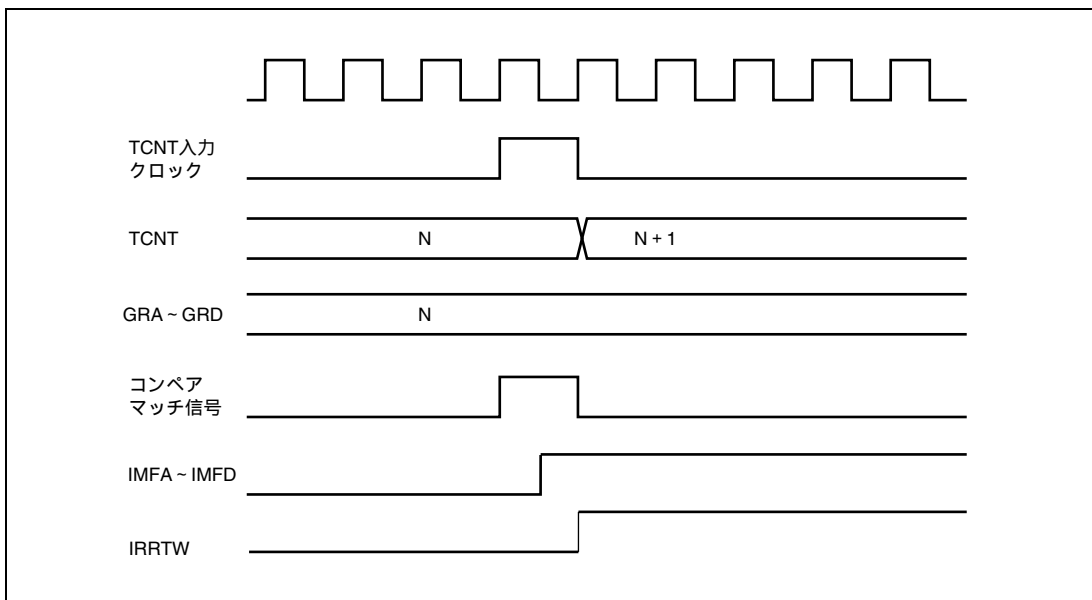 TCNT入力
クロック
TCNT
N
N + 1
GRA ~ GRD
N
コンペア
マッチ信号
IMFA ~ IMFD
IRRTW